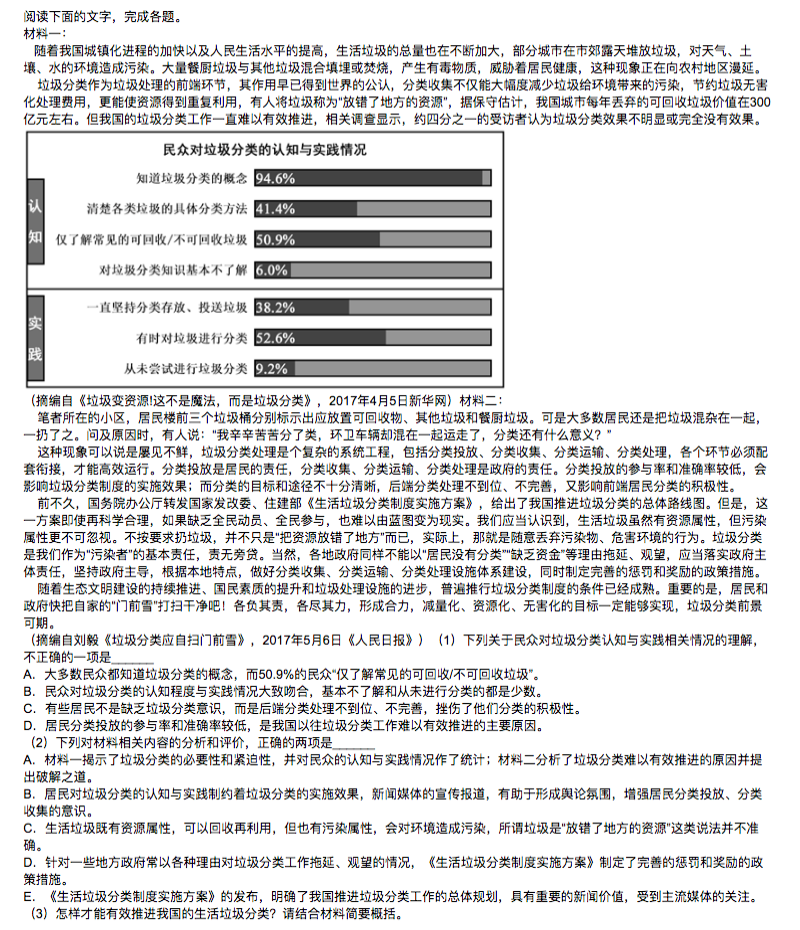 阅读下面的文字，完成各题。
材料一：
随着我国城镇化进程的加快以及人民生活水平的提高，生活垃圾的总量也在不断加大，部分城市在市郊露天堆放垃圾，对天气、土
壤、水的环境造成污染。大量餐厨垃圾与其他垃圾混合填埋或焚烧，产生有毒物质，威胁着居民健康，这种现象正在向农村地区漫延。
垃圾分类作为垃圾处理的前端环节，其作用早已得到世界的公认，分类收集不仅能大幅度减少垃圾给环境带来的污染，节约垃圾无害
化处理费用，更能使资源得到重复利用，有人将垃圾称为“放错了地方的资源”，据保守估计，我国城市每年丢弃的可回收垃圾价值在300
亿元左右。但我国的垃圾分类工作一直难以有效推进，相关调查显示，约四分之一的受访者认为垃圾分类效果不明显或完全没有效果。
民众对垃圾分类的认知与实践情况
认知
知道垃圾分类的概念 94.6%
清楚各类垃圾的具体分类方法 41.4%
仅了解常见的可回收/不可回收垃圾 50.9%
对垃圾分类知识基本不了解 6.0%
实践
一直坚持分类存放、投送垃圾 38.2%
有时对垃圾进行分类 52.6%
从未尝试进行垃圾分类 9.2%
（摘编自《垃圾变资源!这不是魔法，而是垃圾分类》，2017年4月5日新华网）材料二：
笔者所在的小区，居民楼前三个垃圾桶分别标示出应放置可回收物、其他垃圾和餐厨垃圾。可是大多数居民还是把垃圾混杂在一起，
一扔了之。问及原因时，有人说：“我辛辛苦苦分了类，环卫车辆却混在一起运走了，分类还有什么意义？”
这种现象可以说是屡见不鲜，垃圾分类处理是个复杂的系统工程，包括分类投放、分类收集、分类运输、分类处理，各个环节必须配
套衔接，才能高效运行。分类投放是居民的责任，分类收集、分类运输、分类处理是政府的责任。分类投放的参与率和准确率较低，会
影响垃圾分类制度的实施效果；而分类的目标和途径不十分清晰，后端分类处理不到位、不完善，又影响前端居民分类的积极性。
前不久，国务院办公厅转发国家发改委、住建部《生活垃圾分类制度实施方案》，给出了我国推进垃圾分类的总体路线图。但是，这
一方案即使再科学合理，如果缺乏全民动员、全民参与，也难以由蓝图变为现实。我们应当认识到，生活垃圾虽然有资源属性，但污染
属性更不可忽视。不按要求扔垃圾，并不只是“把资源放错了地方”而已，实际上，那就是随意丢弃污染物、危害环境的行为。垃圾分类
是我们作为“污染者”的基本责任，责无旁贷。当然，各地政府同样不能以“居民没有分类”“缺乏资金”等理由拖延、观望，应当落实政府主
体责任，坚持政府主导，根据本地特点，做好分类收集、分类运输、分类处理设施体系建设，同时制定完善的惩罚和奖励的政策措施。
随着生态文明建设的持续推进、国民素质的提升和垃圾处理设施的进步，普遍推行垃圾分类制度的条件已经成熟。重要的是，居民和
政府快把自家的“门前雪”打扫干净吧！各负其责，各尽其力，形成合力，减量化、资源化、无害化的目标一定能够实现，垃圾分类前景
可期。
（摘编自刘毅《垃圾分类应自扫门前雪》，2017年5月6日《人民日报》）（1）下列关于民众对垃圾分类认知与实践相关情况的理解，
不正确的一项是______
A．大多数民众都知道垃圾分类的概念，而50.9%的民众“仅了解常见的可回收/不可回收垃圾”。
B．民众对垃圾分类的认知程度与实践情况大致吻合，基本不了解和从未进行分类的都是少数。
C．有些居民不是缺乏垃圾分类意识，而是后端分类处理不到位、不完善，挫伤了他们分类的积极性。
D．居民分类投放的参与率和准确率较低，是我国以往垃圾分类工作难以有效推进的主要原因。
（2）下列对材料相关内容的分析和评价，正确的两项是______
A．材料一揭示了垃圾分类的必要性和紧迫性，并对民众的认知与实践情况作了统计；材料二分析了垃圾分类难以有效推进的原因并提
出破解之道。
B．居民对垃圾分类的认知与实践制约着垃圾分类的实施效果，新闻媒体的宣传报道，有助于形成舆论氛围，增强居民分类投放、分类
收集的意识。
C．生活垃圾既有资源属性，可以回收再利用，但也有污染属性，会对环境造成污染，所谓垃圾是“放错了地方的资源”这类说法并不准
确。
D．针对一些地方政府常以各种理由对垃圾分类工作拖延、观望的情况，《生活垃圾分类制度实施方案》制定了完善的惩罚和奖励的政
策措施。
E．《生活垃圾分类制度实施方案》的发布，明确了我国推进垃圾分类工作的总体规划，具有重要的新闻价值，受到主流媒体的关注。
（3）怎样才能有效推进我国的生活垃圾分类？请结合材料简要概括。